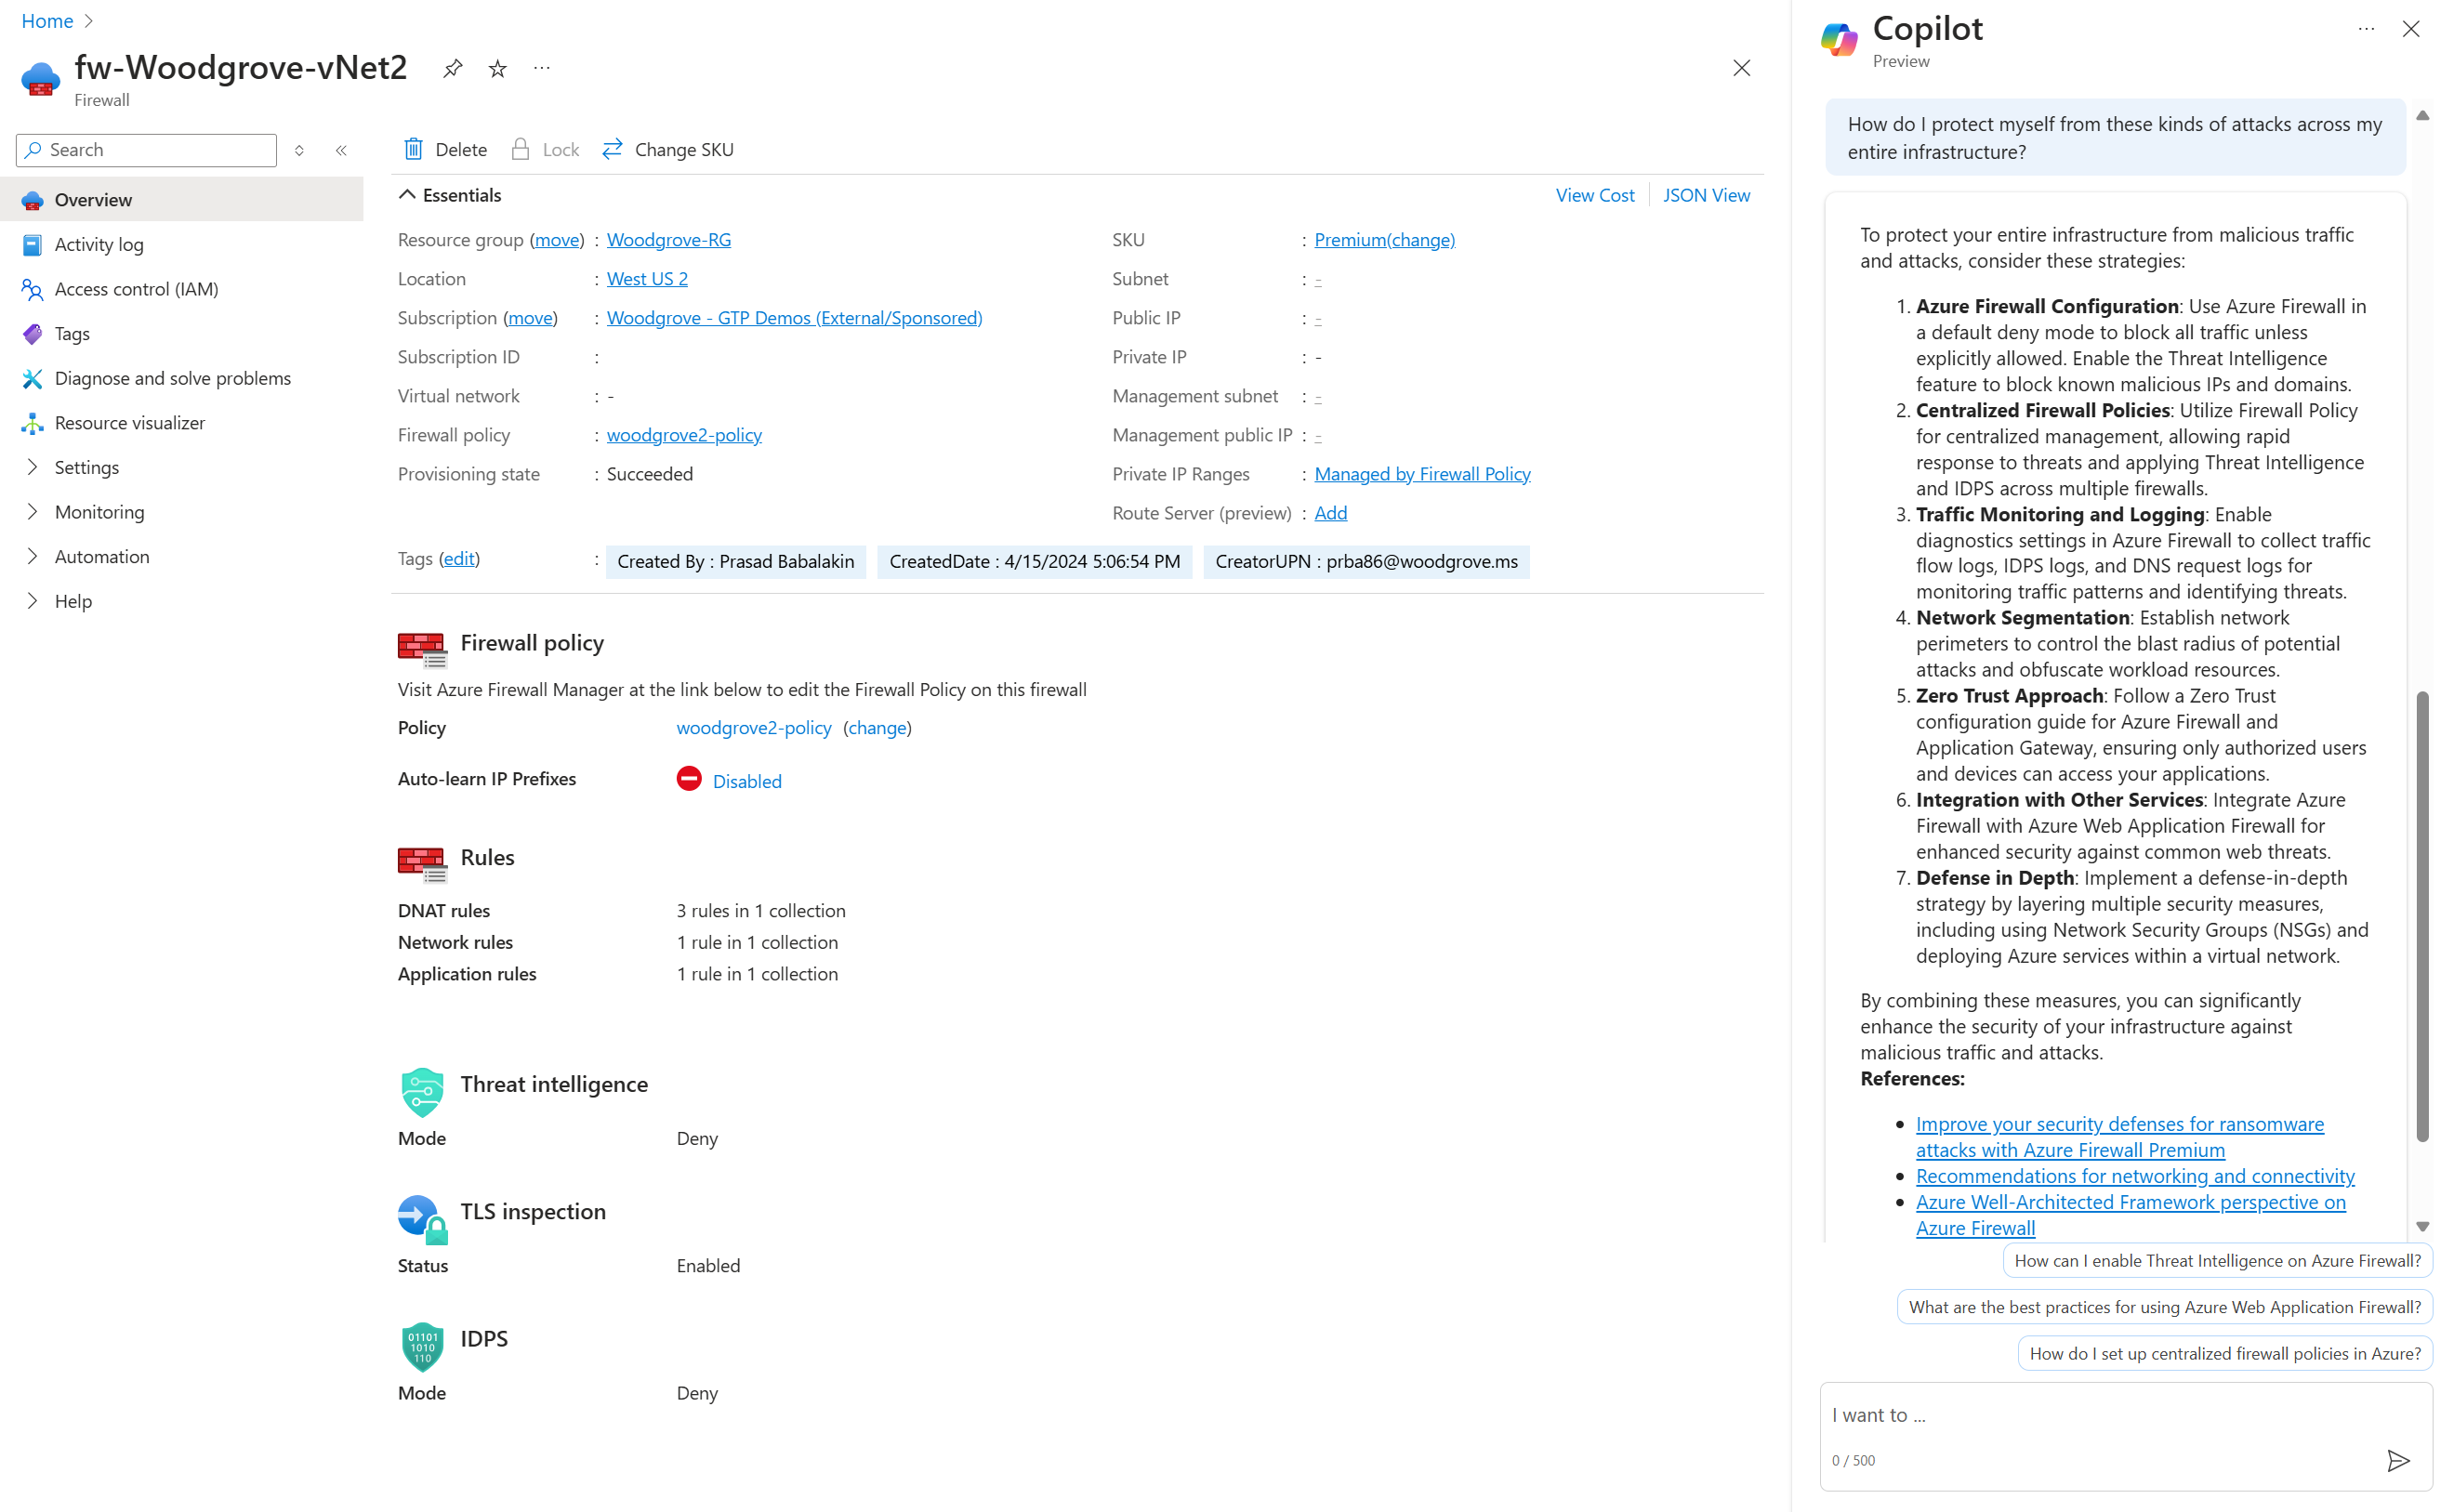 Home
fw-Woodgrove-vNet2
Firewall
Search
Overview
Activity log
Access control (IAM)
Tags
Diagnose and solve problems
Resource visualizer
Settings
Monitoring
Automation
Help
Delete
Lock
Change SKU
Essentials
View Cost
JSON View
Resource group (move) : Woodgrove-RG
Location : West US 2
Subscription (move) : Woodgrove - GTP Demos (External/Sponsored)
Subscription ID :
Virtual network : -
Firewall policy : woodgrove2-policy
Provisioning state : Succeeded
SKU : Premium(change)
Subnet : -
Public IP : -
Private IP : -
Management subnet : -
Management public IP : -
Private IP Ranges : Managed by Firewall Policy
Route Server (preview) : Add
Tags (edit) : Created By : Prasad Babalakin CreatedDate : 4/15/2024 5:06:54 PM CreatorUPN : prba86@woodgrove.ms
Firewall policy
Visit Azure Firewall Manager at the link below to edit the Firewall Policy on this firewall
Policy woodgrove2-policy (change)
Auto-learn IP Prefixes Disabled
Rules
DNAT rules 3 rules in 1 collection
Network rules 1 rule in 1 collection
Application rules 1 rule in 1 collection
Threat intelligence
Mode Deny
TLS inspection
Status Enabled
01101
1010
110
IDPS
Mode Deny
Copilot
Preview
How do I protect myself from these kinds of attacks across my
entire infrastructure?
To protect your entire infrastructure from malicious traffic
and attacks, consider these strategies:
1. Azure Firewall Configuration: Use Azure Firewall in
a default deny mode to block all traffic unless
explicitly allowed. Enable the Threat Intelligence
feature to block known malicious IPs and domains.
2. Centralized Firewall Policies: Utilize Firewall Policy
for centralized management, allowing rapid
response to threats and applying Threat Intelligence
and IDPS across multiple firewalls.
3. Traffic Monitoring and Logging: Enable
diagnostics settings in Azure Firewall to collect traffic
flow logs, IDPS logs, and DNS request logs for
monitoring traffic patterns and identifying threats.
4. Network Segmentation: Establish network
perimeters to control the blast radius of potential
attacks and obfuscate workload resources.
5. Zero Trust Approach: Follow a Zero Trust
configuration guide for Azure Firewall and
Application Gateway, ensuring only authorized users
and devices can access your applications.
6. Integration with Other Services: Integrate Azure
Firewall with Azure Web Application Firewall for
enhanced security against common web threats.
7. Defense in Depth: Implement a defense-in-depth
strategy by layering multiple security measures,
including using Network Security Groups (NSGs) and
deploying Azure services within a virtual network.
By combining these measures, you can significantly
enhance the security of your infrastructure against
malicious traffic and attacks.
References:
• Improve your security defenses for ransomware
attacks with Azure Firewall Premium
• Recommendations for networking and connectivity
• Azure Well-Architected Framework perspective on
Azure Firewall
How can I enable Threat Intelligence on Azure Firewall?
What are the best practices for using Azure Web Application Firewall?
How do I set up centralized firewall policies in Azure?
I want to ...
0 / 500